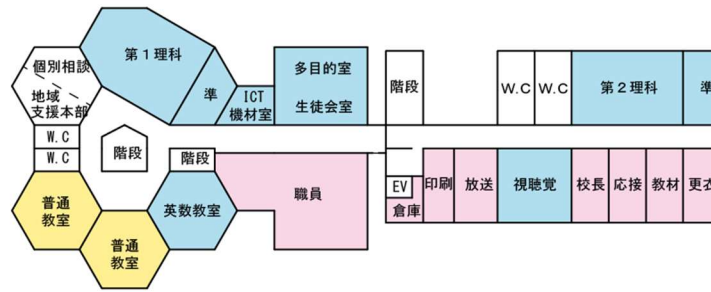 個別相談
地域
支援本部
第1理科
準
ICT
機材室
多目的室
生徒会室
階段
W.C
W.C
第2理科
準
W.C
W.C
階段
階段
職員
EV
倉庫
印刷
放送
視聴覚
校長
応接
教材
更衣
普通
教室
普通
教室
英数教室